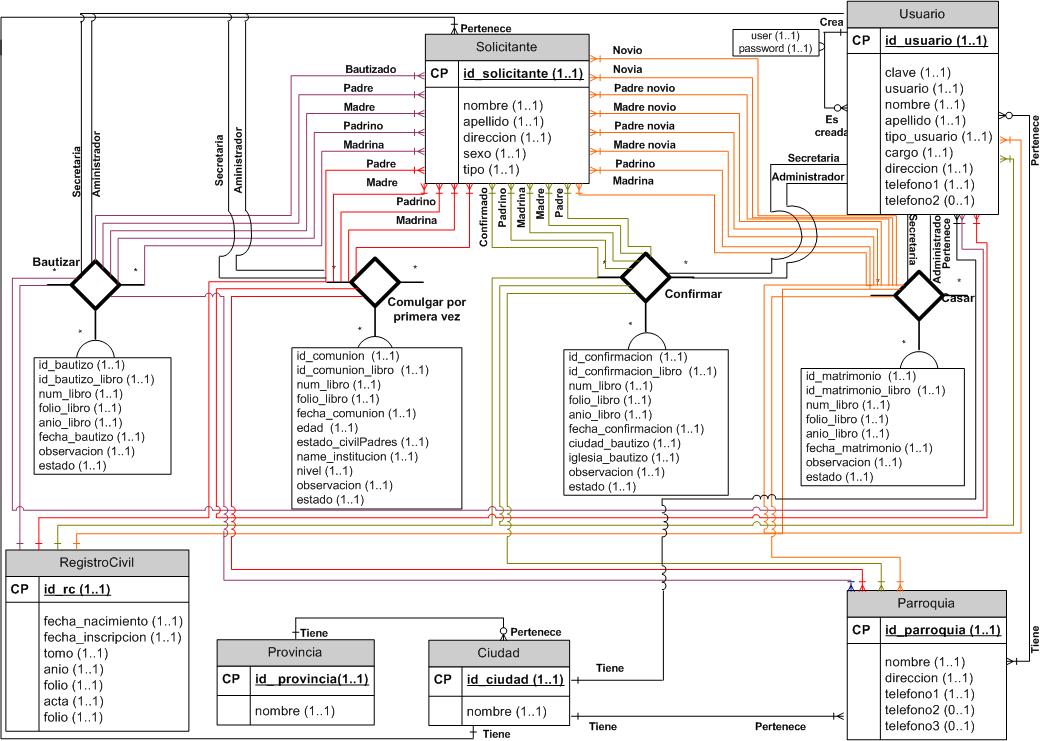 Usuario
CP
id_usuario (1..1)
clave (1..1)
usuario (1..1)
nombre (1..1)
apellido (1..1)
tipo_usuario (1..1)
cargo (1..1)
direccion (1..1)
telefono1 (1..1)
telefono2 (0..1)
Crea
user (1..1)
password (1..1)
Es
creada
Pertenece
Tiene
Pertenece
Solicitante
CP
id_solicitante (1..1)
nombre (1..1)
apellido (1..1)
direccion (1..1)
sexo (1..1)
tipo (1..1)
Bautizado
Padre
Madre
Padrino
Madrina
Padre
Madre
Padrino
Madrina
Confirmado
Padrino
Madrina
Madre
Padre
Novio
Novia
Padre novio
Madre novio
Padre novia
Madre novia
Padrino
Madrina
Secretaria
Administrador
Secretaria
Aministrador
Secretaria
Aministrador
Secretaria
Administrador
Pertenece
Bautizar
*
*
*
Comulgar por
primera vez
*
*
*
Confirmar
*
*
*
Casar
*
*
*
id_bautizo (1..1)
id_bautizo_libro (1..1)
num_libro (1..1)
folio_libro (1..1)
anio_libro (1..1)
fecha_bautizo (1..1)
observacion (1..1)
estado (1..1)
id_comunion (1..1)
id_comunion_libro (1..1)
num_libro (1..1)
folio_libro (1..1)
fecha_comunion (1..1)
edad (1..1)
estado_civilPadres (1..1)
name_institucion (1..1)
nivel (1..1)
observacion (1..1)
estado (1..1)
id_confirmacion (1..1)
id_confirmacion_libro (1..1)
num_libro (1..1)
folio_libro (1..1)
anio_libro (1..1)
fecha_confirmacion (1..1)
ciudad_bautizo (1..1)
iglesia_bautizo (1..1)
observacion (1..1)
estado (1..1)
id_matrimonio (1..1)
id_matrimonio_libro (1..1)
num_libro (1..1)
folio_libro (1..1)
anio_libro (1..1)
fecha_matrimonio (1..1)
observacion (1..1)
estado (1..1)
RegistroCivil
CP
id_rc (1..1)
fecha_nacimiento (1..1)
fecha_inscripcion (1..1)
tomo (1..1)
anio (1..1)
folio (1..1)
acta (1..1)
folio (1..1)
Provincia
CP
id_ provincia(1..1)
nombre (1..1)
Tiene
Pertenece
Ciudad
CP
id_ciudad (1..1)
nombre (1..1)
Tiene
Tiene
Pertenece
Tiene
Parroquia
CP
id_parroquia (1..1)
nombre (1..1)
direccion (1..1)
telefono1 (1..1)
telefono2 (0..1)
telefono3 (0..1)